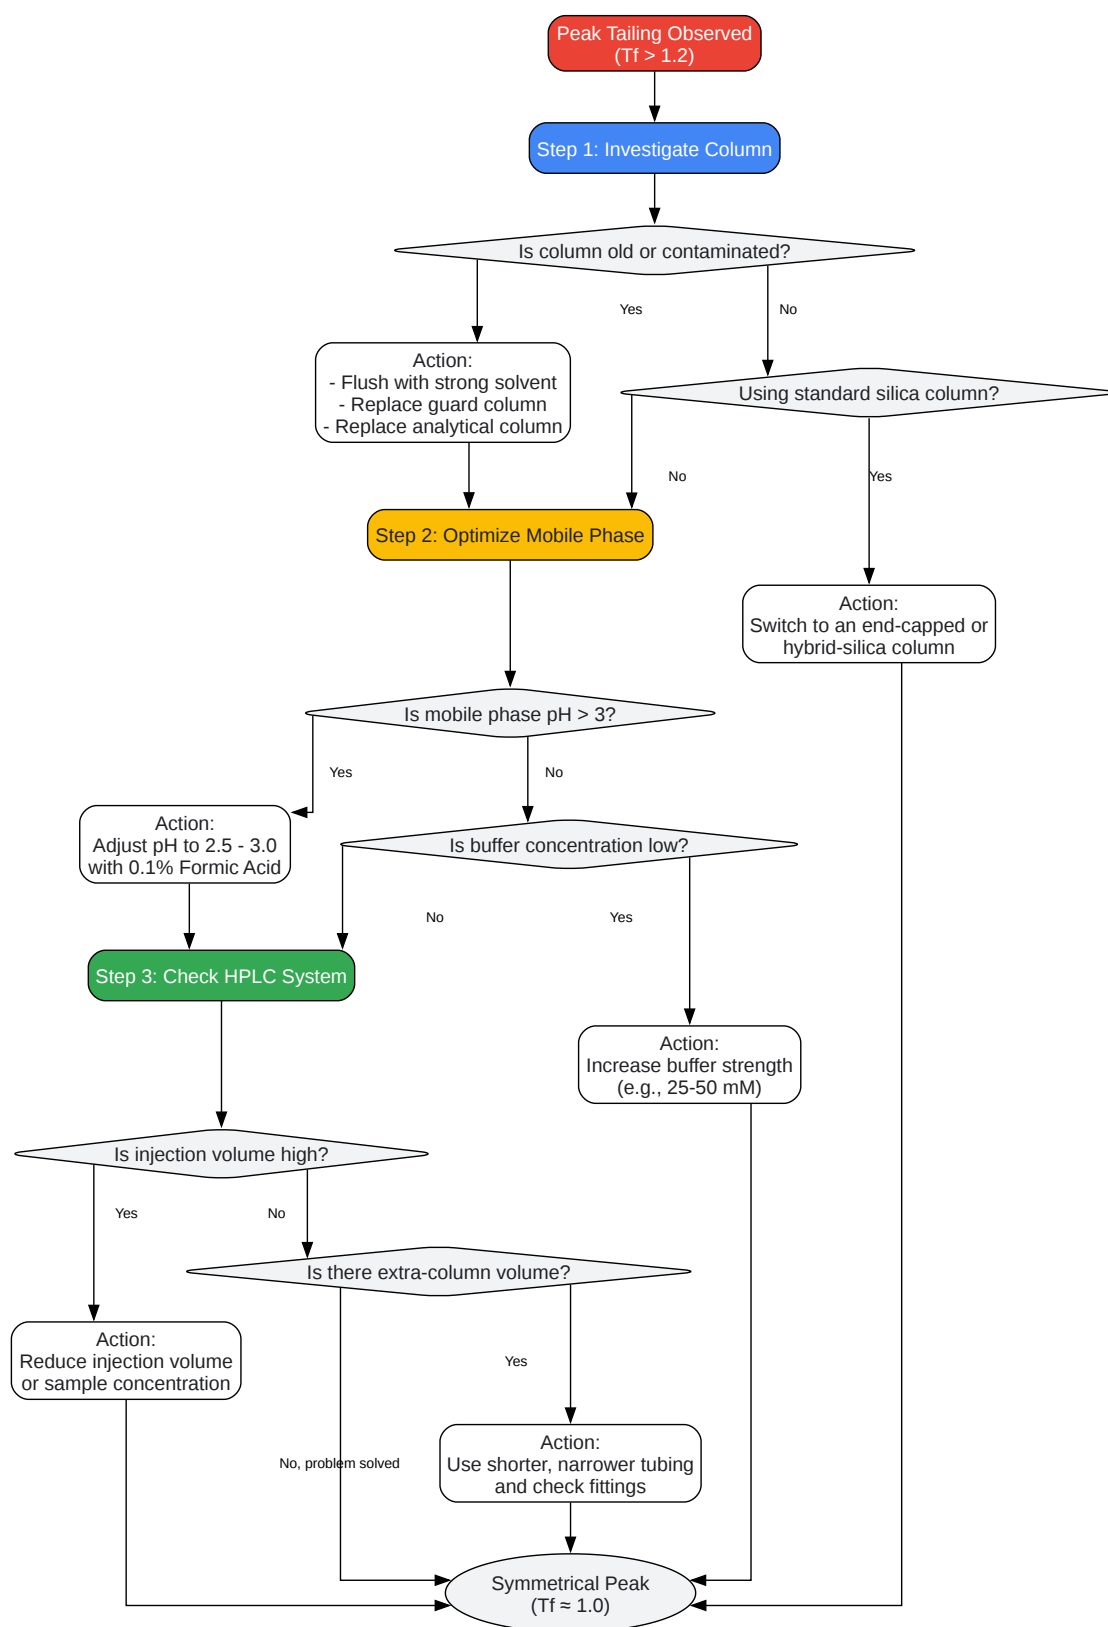 Peak Tailing Observed
(Tf > 1.2)
Step 1: Investigate Column
Is column old or contaminated?
Yes
No
Action:
- Flush with strong solvent
- Replace guard column
- Replace analytical column
Using standard silica column?
No
Yes
Step 2: Optimize Mobile Phase
Action:
Switch to an end-capped or
hybrid-silica column
Is mobile phase pH > 3?
Yes
No
Action:
Adjust pH to 2.5 - 3.0
with 0.1% Formic Acid
Is buffer concentration low?
No
Yes
Step 3: Check HPLC System
Action:
Increase buffer strength
(e.g., 25-50 mM)
Is injection volume high?
Yes
No
Is there extra-column volume?
Action:
Reduce injection volume
or sample concentration
Yes
No, problem solved
Action:
Use shorter, narrower tubing
and check fittings
Symmetrical Peak
(Tf ≈ 1.0)